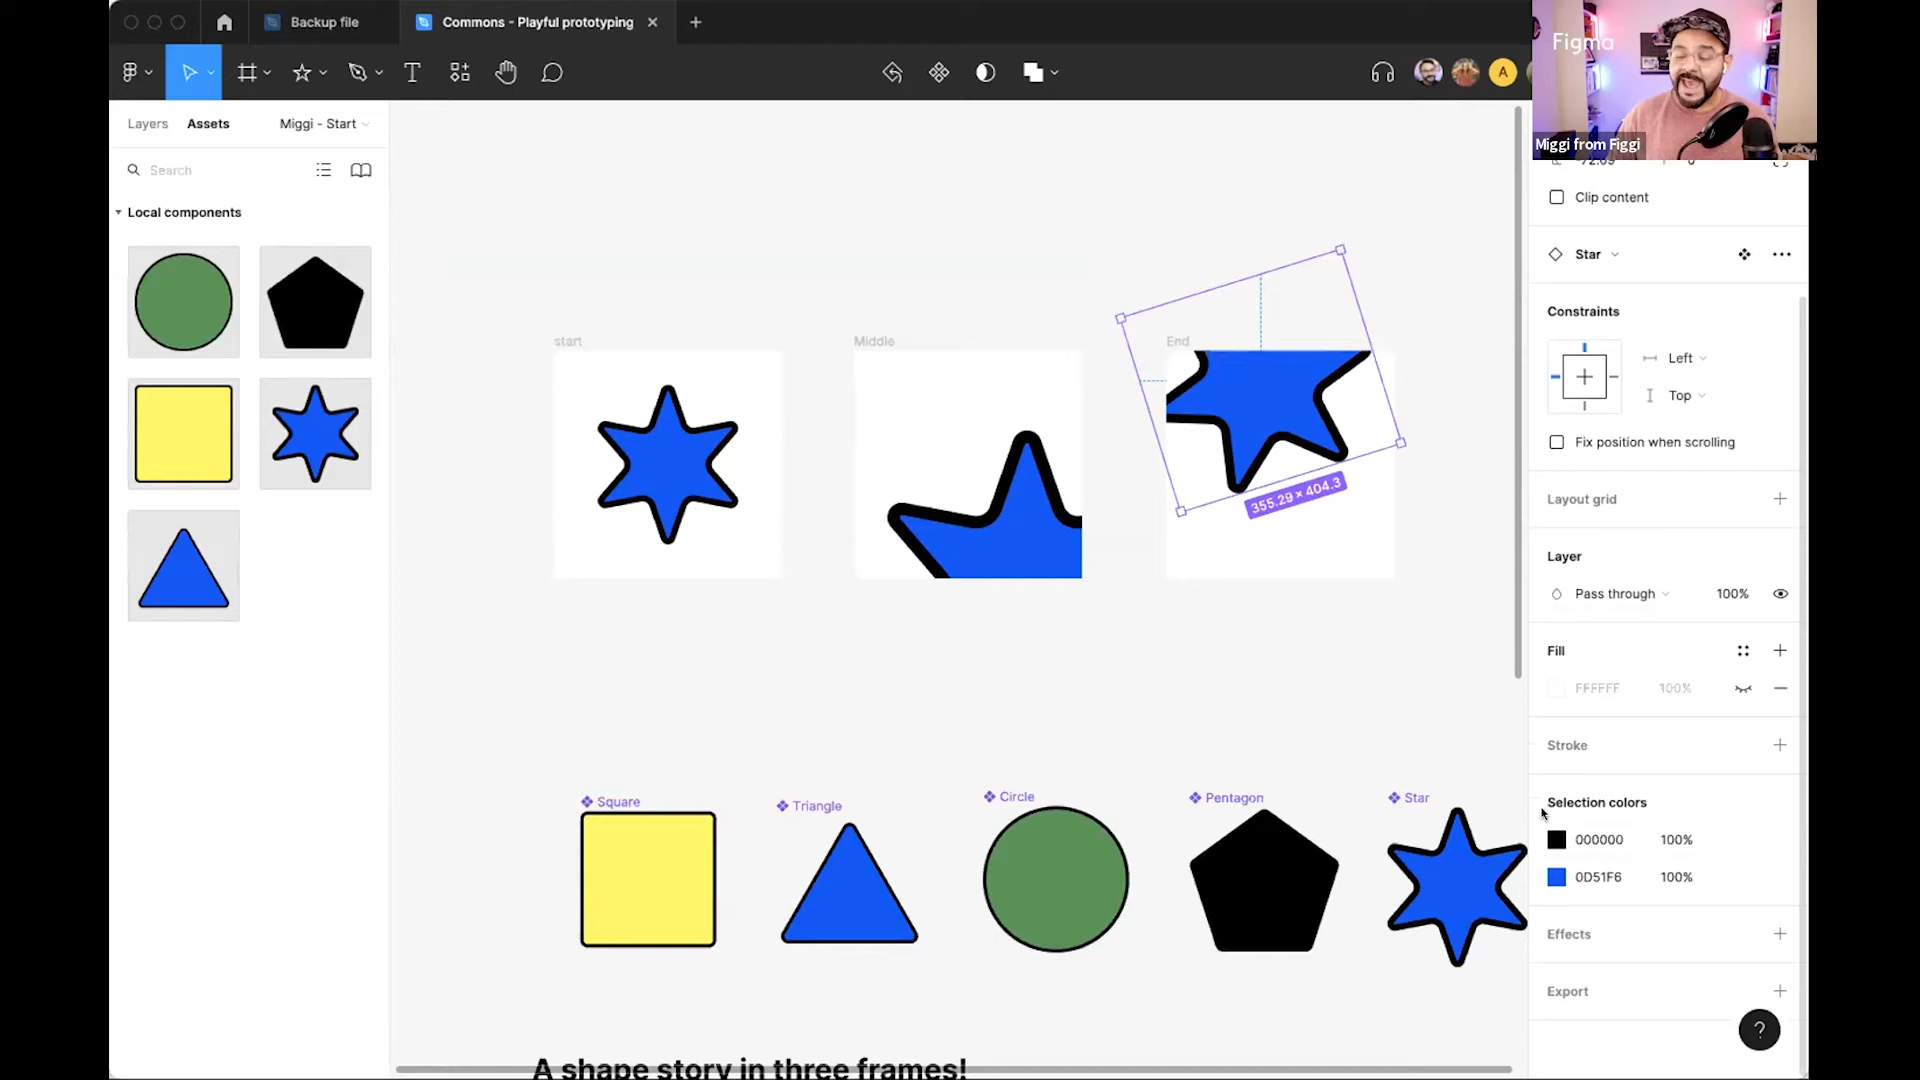 Backup file
Commons - Playful prototyping
A
Figma
Miggi from Figgi
Layers
Assets
Miggi - Start
Search
Local components
start
Middle
End
355.29 × 404.3
Square
Triangle
Circle
Pentagon
Star
A shape story in three frames!
Clip content
Star
Constraints
Left
Top
Fix position when scrolling
Layout grid
Layer
Pass through
100%
Fill
FFFFFF
100%
Stroke
Selection colors
000000
100%
0D51F6
100%
Effects
Export
?